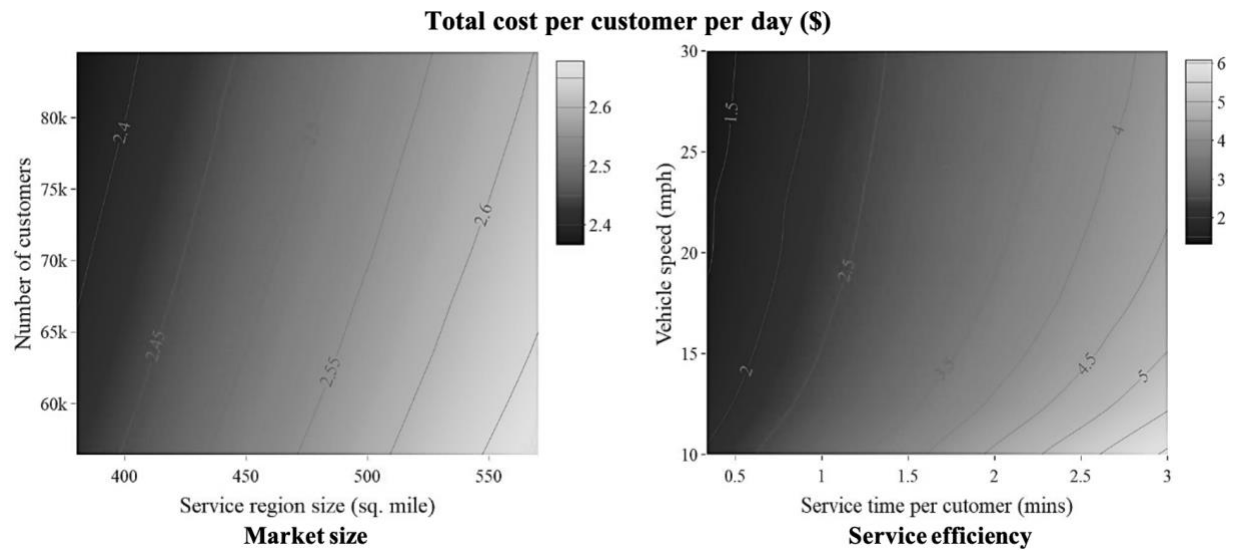 Total cost per customer per day ($)
Number of customers
80k
75k
70k
65k
60k
400
450
500
550
Service region size (sq. mile)
Market size
2.4
2.45
2.5
2.55
2.6
2.6
2.5
2.4
Vehicle speed (mph)
30
25
20
15
10
0.5
1
1.5
2
2.5
3
Service time per cutomer (mins)
Service efficiency
1.5
2
2.5
3.5
4
4.5
5
6
5
4
3
2